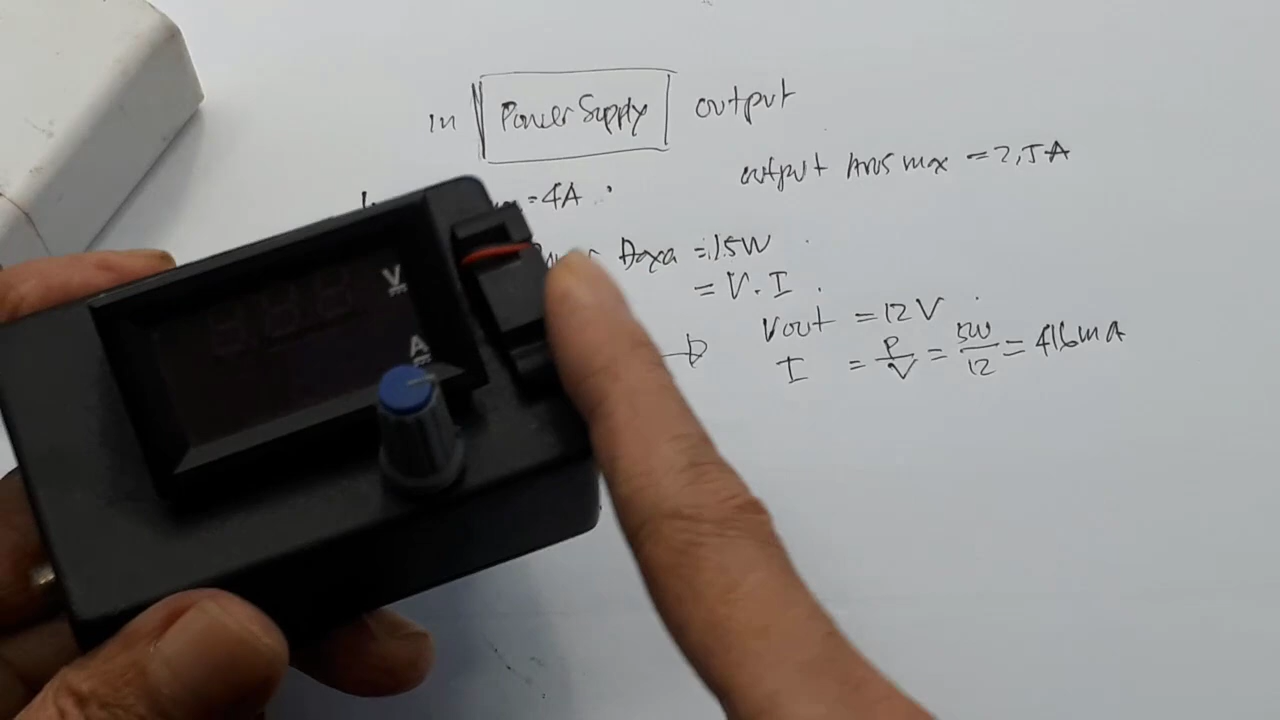 in Power Supply output
output Arus max = 2,5A
= 4A
Daya = 15W
= V. I
Vout = 12V
I = P/V = 5W/12 = 416mA
V
A